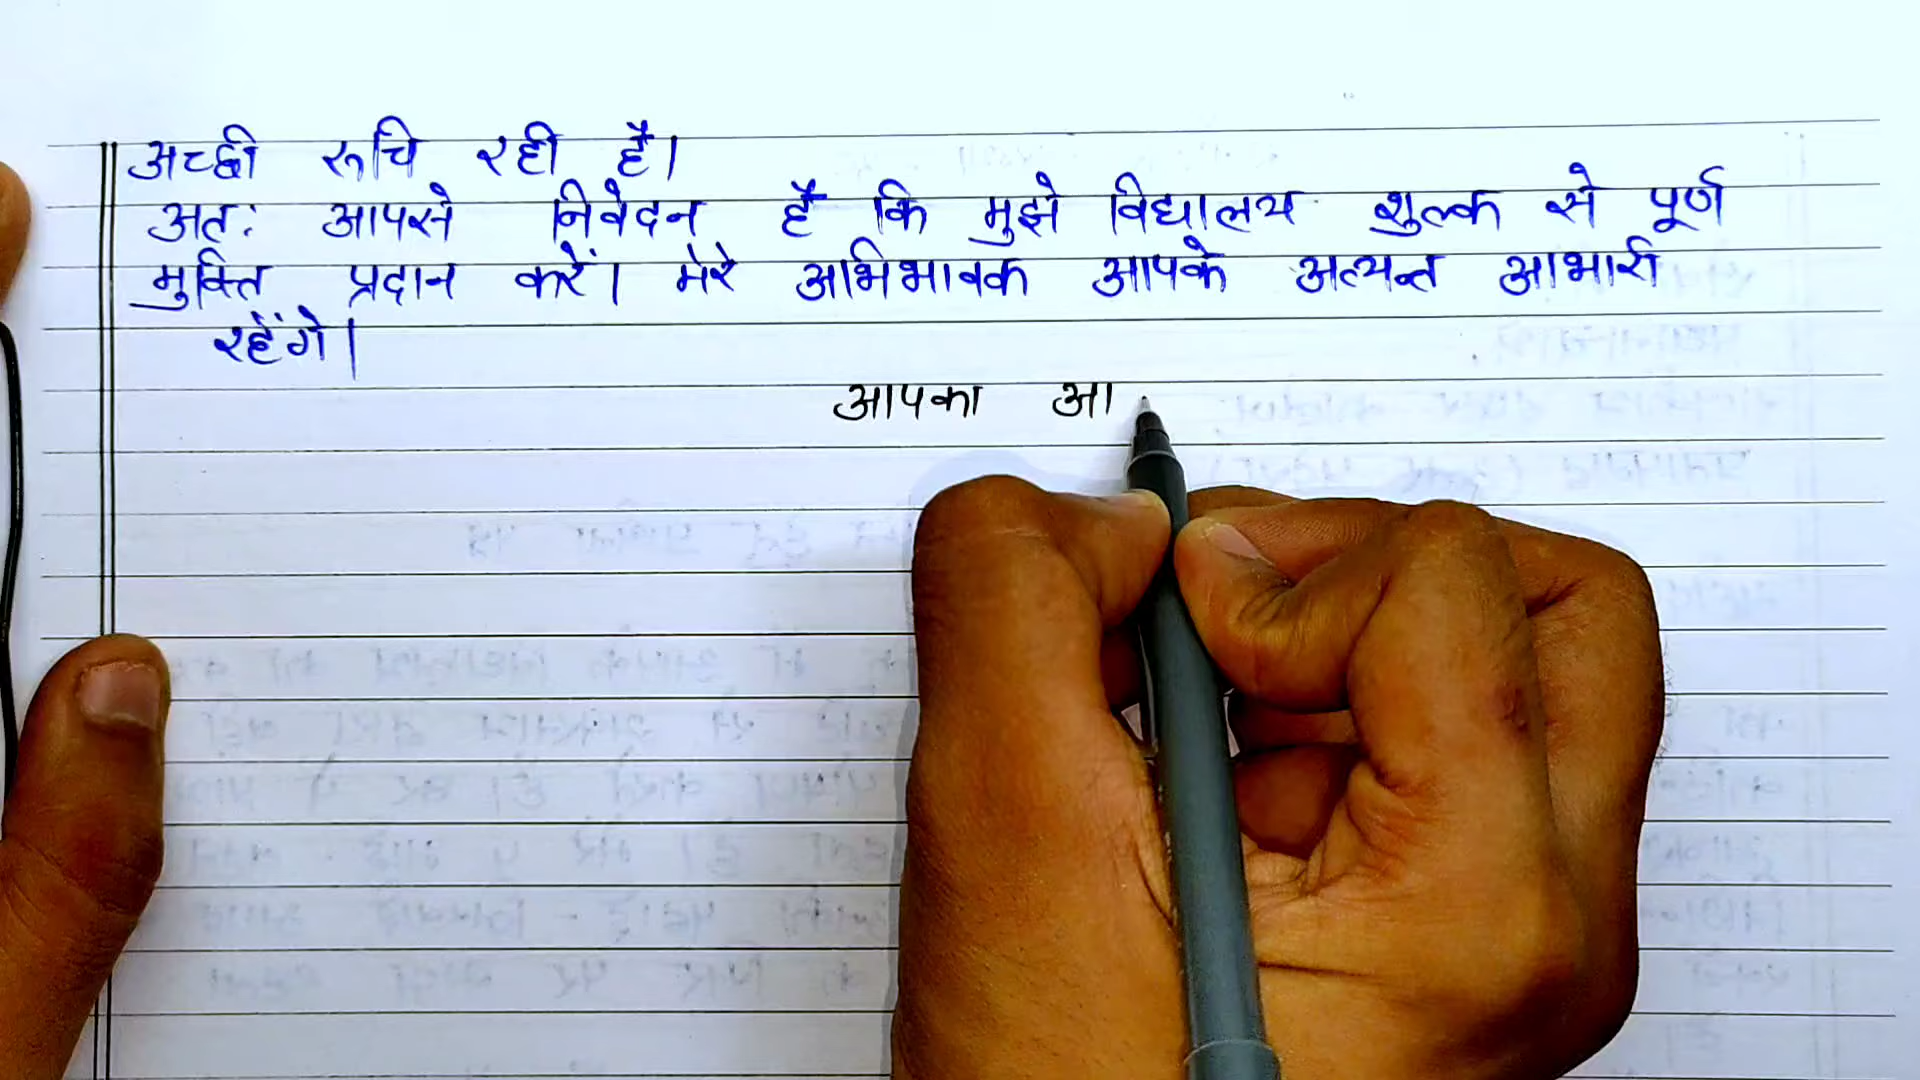 अच्छी रुचि रही है।
अतः आपसे निवेदन है कि मुझे विद्यालय शुल्क से पूर्ण
मुक्ति प्रदान करें। मेरे अभिभावक आपके अत्यन्त आभारी
रहेंगे।
आपका आ